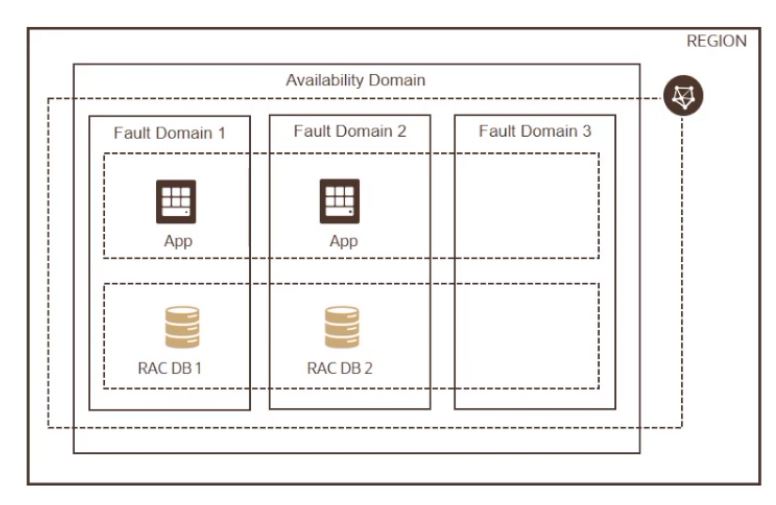 REGION
Availability Domain
Fault Domain 1
Fault Domain 2
Fault Domain 3
App
App
RAC DB 1
RAC DB 2